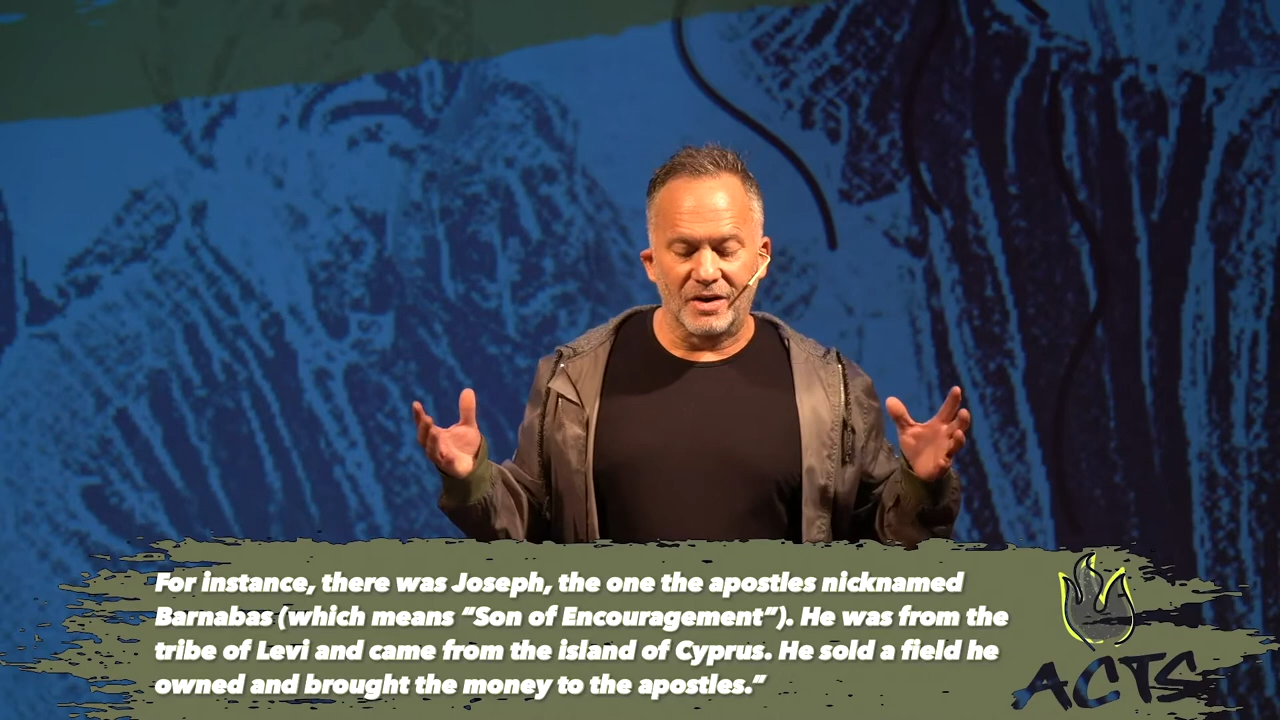 For instance, there was Joseph, the one the apostles nicknamed
Barnabas (which means “Son of Encouragement”). He was from the
tribe of Levi and came from the island of Cyprus. He sold a field he
owned and brought the money to the apostles.”
ACTS